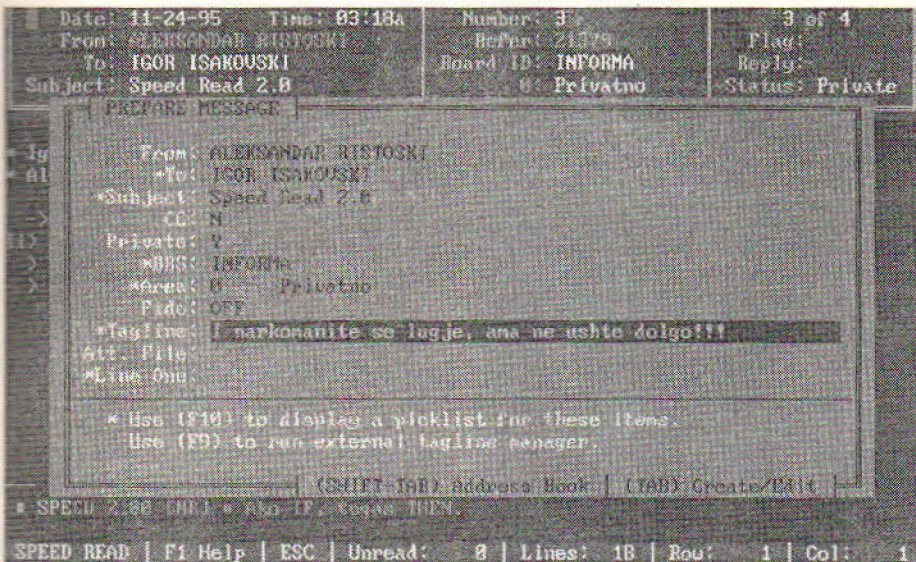 Date: 11-24-95 Time: 03:18a Number: 3 3 of 4
From: ALEKSANDAR RISTOSKI Refer: 21329 Flag:
To: IGOR ISAKOVSKI Board ID: INFORMA Reply:
Subject: Speed Read 2.0 0: Privatno Status: Private
PREPARE MESSAGE
From: ALEKSANDAR RISTOSKI
*To: IGOR ISAKOVSKI
*Subject: Speed Read 2.0
CC: N
Private: Y
*BBS: INFORMA
*Area: 0 Privatno
Fido: OFF
*Tagline: I narkomanite se lugje, ama ne ushte dolgo!!!
Att. File:
*Line One:
* Use (F10) to display a picklist for these items.
Use (F9) to run external tagline manager.
(SHIFT-TAB) Address Book | (TAB) Create/Edit
SPEED 2.00 [NR] Ako IF, togas THEN.
SPEED READ | F1 Help | ESC | Unread: 0 | Lines: 18 | Row: 1 | Col: 1